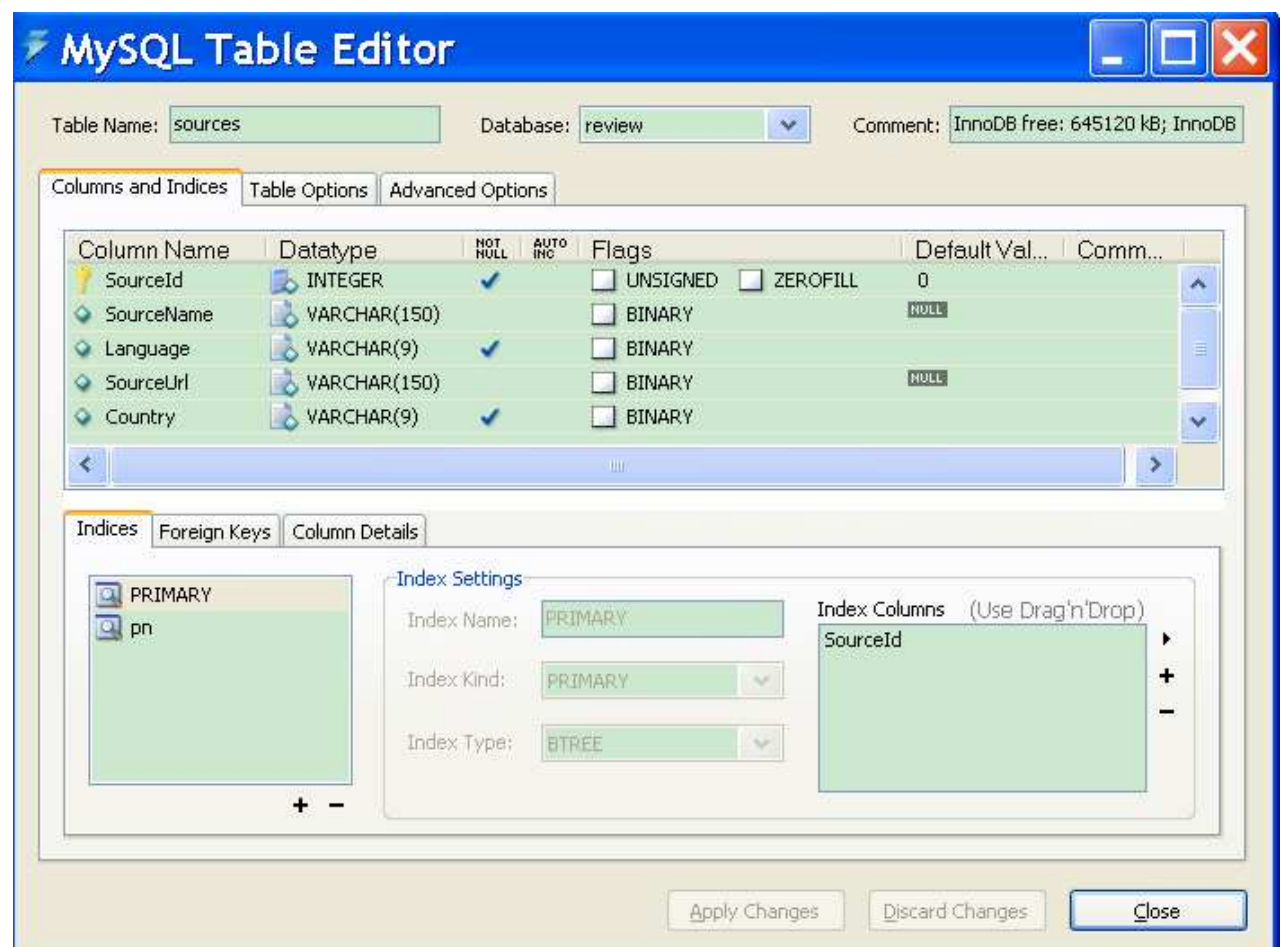 MySQL Table Editor
Table Name: sources Database: review Comment: InnoDB free: 645120 kB; InnoDB
Columns and Indices Table Options Advanced Options
Column Name Datatype NOT NULL AUTO INC Flags Default Val... Comm...
SourceId INTEGER UNSIGNED ZEROFILL 0
SourceName VARCHAR(150) BINARY NULL
Language VARCHAR(9) BINARY
SourceUrl VARCHAR(150) BINARY NULL
Country VARCHAR(9) BINARY
Indices Foreign Keys Column Details
PRIMARY
pn
Index Settings
Index Name: PRIMARY
Index Kind: PRIMARY
Index Type: BTREE
Index Columns (Use Drag'n'Drop)
SourceId
Apply Changes Discard Changes Close